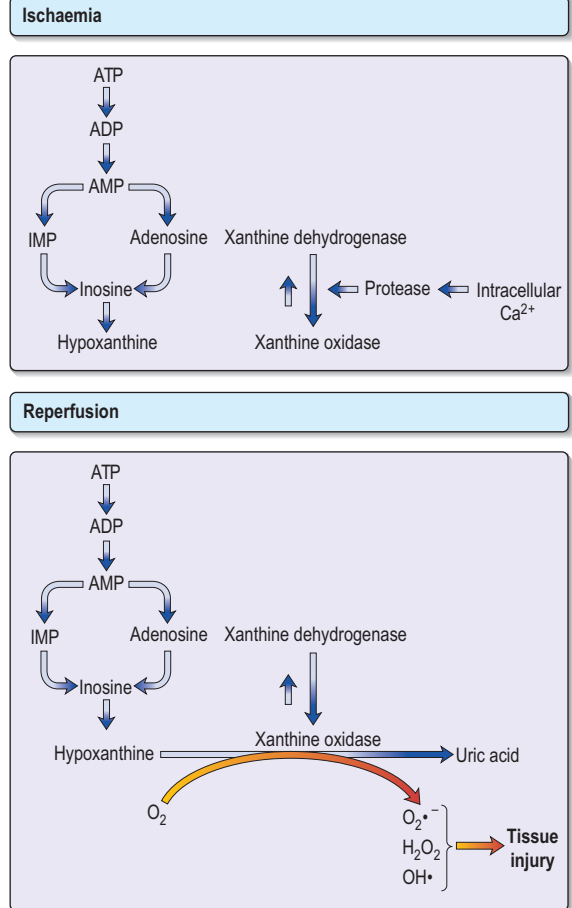 Ischaemia
ATP
ADP
AMP
IMP
Adenosine
Xanthine dehydrogenase
Inosine
Protease
Intracellular
Ca²⁺
Hypoxanthine
Xanthine oxidase
Reperfusion
ATP
ADP
AMP
IMP
Adenosine
Xanthine dehydrogenase
Inosine
Xanthine oxidase
Hypoxanthine
Uric acid
O₂
O₂•⁻
H₂O₂
OH•
Tissue
injury